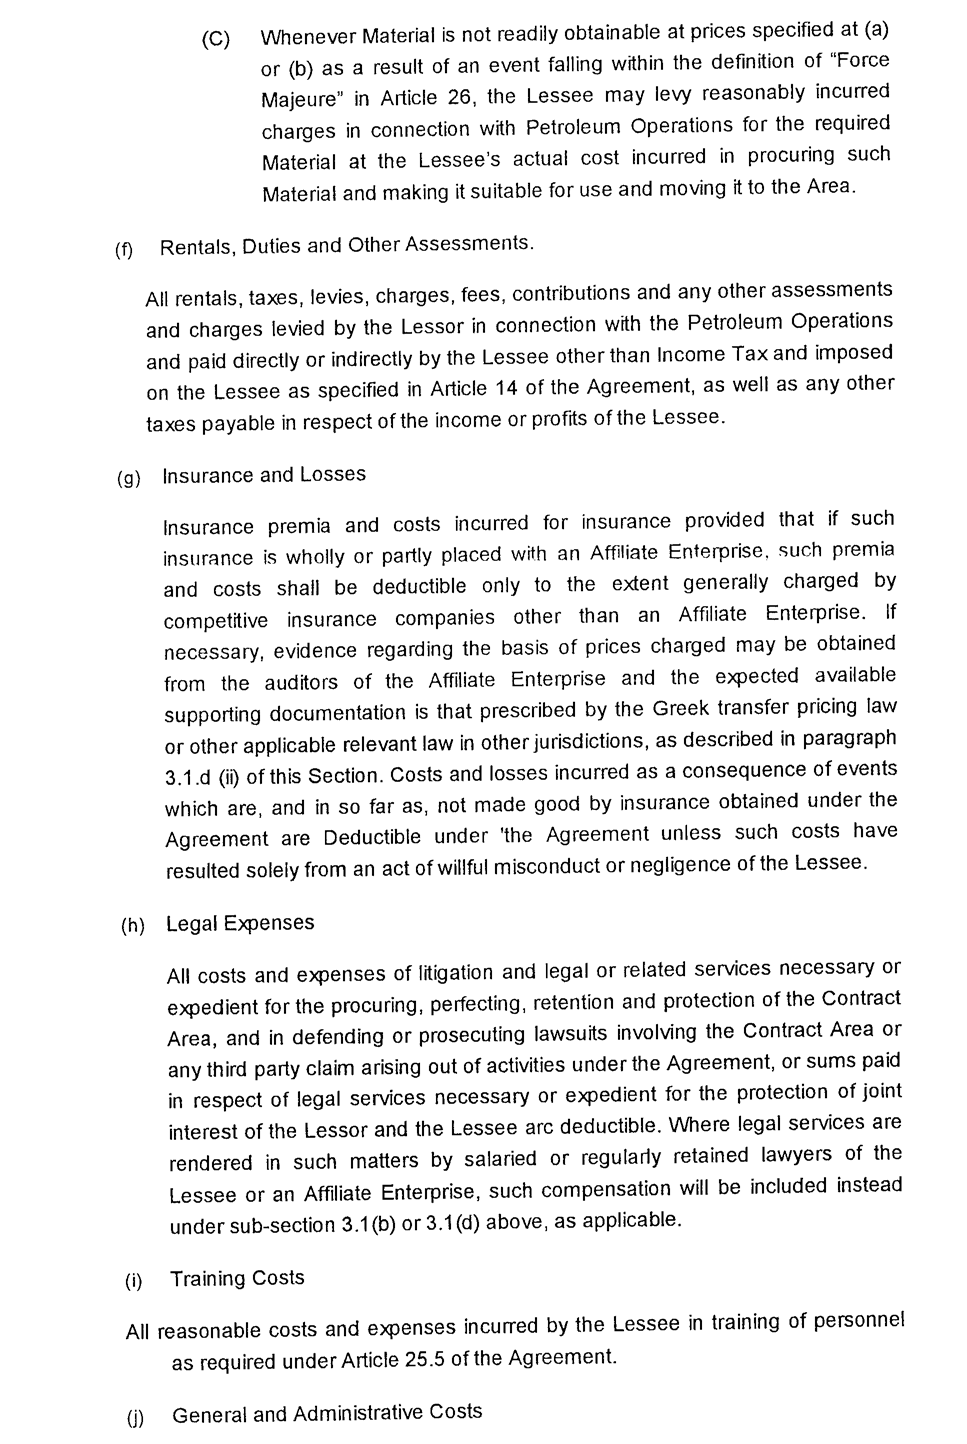 (C) Whenever Material is not readily obtainable at prices specified at (a)
or (b) as a result of an event falling within the definition of “Force
Majeure” in Article 26, the Lessee may levy reasonably incurred
charges in connection with Petroleum Operations for the required
Material at the Lessee’s actual cost incurred in procuring such
Material and making it suitable for use and moving it to the Area.
(f) Rentals, Duties and Other Assessments.
All rentals, taxes, levies, charges, fees, contributions and any other assessments
and charges levied by the Lessor in connection with the Petroleum Operations
and paid directly or indirectly by the Lessee other than Income Tax and imposed
on the Lessee as specified in Article 14 of the Agreement, as well as any other
taxes payable in respect of the income or profits of the Lessee.
(g) Insurance and Losses
Insurance premia and costs incurred for insurance provided that if such
insurance is wholly or partly placed with an Affiliate Enterprise, such premia
and costs shall be deductible only to the extent generally charged by
competitive insurance companies other than an Affiliate Enterprise. If
necessary, evidence regarding the basis of prices charged may be obtained
from the auditors of the Affiliate Enterprise and the expected available
supporting documentation is that prescribed by the Greek transfer pricing law
or other applicable relevant law in other jurisdictions, as described in paragraph
3.1.d (ii) of this Section. Costs and losses incurred as a consequence of events
which are, and in so far as, not made good by insurance obtained under the
Agreement are Deductible under 'the Agreement unless such costs have
resulted solely from an act of willful misconduct or negligence of the Lessee.
(h) Legal Expenses
All costs and expenses of litigation and legal or related services necessary or
expedient for the procuring, perfecting, retention and protection of the Contract
Area, and in defending or prosecuting lawsuits involving the Contract Area or
any third party claim arising out of activities under the Agreement, or sums paid
in respect of legal services necessary or expedient for the protection of joint
interest of the Lessor and the Lessee arc deductible. Where legal services are
rendered in such matters by salaried or regularly retained lawyers of the
Lessee or an Affiliate Enterprise, such compensation will be included instead
under sub-section 3.1(b) or 3.1(d) above, as applicable.
(i) Training Costs
All reasonable costs and expenses incurred by the Lessee in training of personnel
as required under Article 25.5 of the Agreement.
(j) General and Administrative Costs